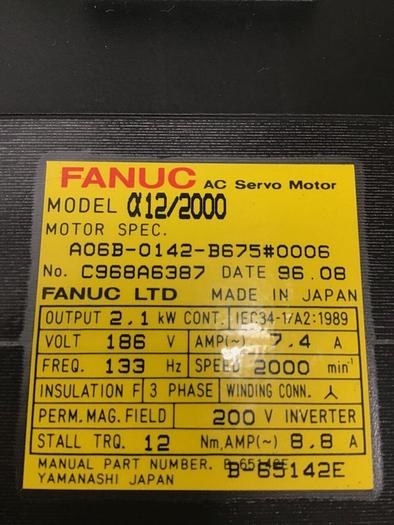 FANUC AC Servo Motor
MODEL α12/2000
MOTOR SPEC.
A06B-0142-B675#0006
No. C968A6387 DATE 96.08
FANUC LTD MADE IN JAPAN
OUTPUT 2.1 kW CONT. IEC34-1/A2:1989
VOLT 186 V AMP(~) 7.4 A
FREQ. 133 Hz SPEED 2000 min⁻¹
INSULATION F 3 PHASE WINDING CONN. ⅄
PERM.MAG.FIELD 200 V INVERTER
STALL TRQ. 12 Nm,AMP(~) 8.8 A
MANUAL PART NUMBER. B-65142E B-65142E
YAMANASHI JAPAN